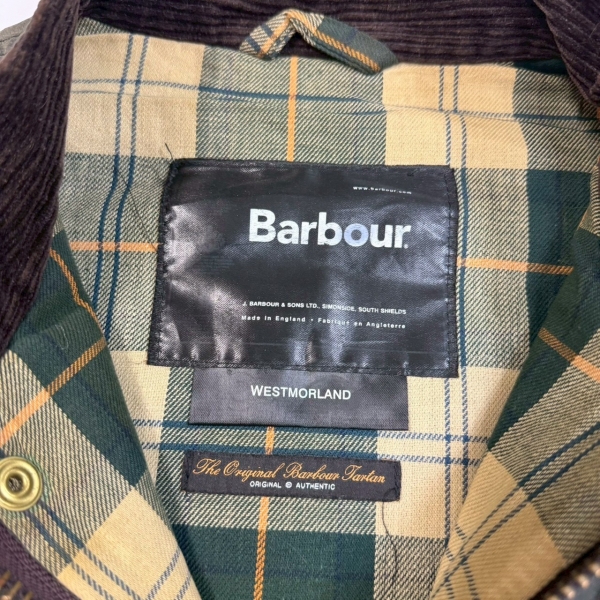 www.barbour.com
Barbour.
J. BARBOUR & SONS LTD., SIMONSIDE, SOUTH SHIELDS
Made in England • Fabriqué en Angleterre
WESTMORLAND
The Original Barbour Tartan
ORIGINAL @ AUTHENTIC